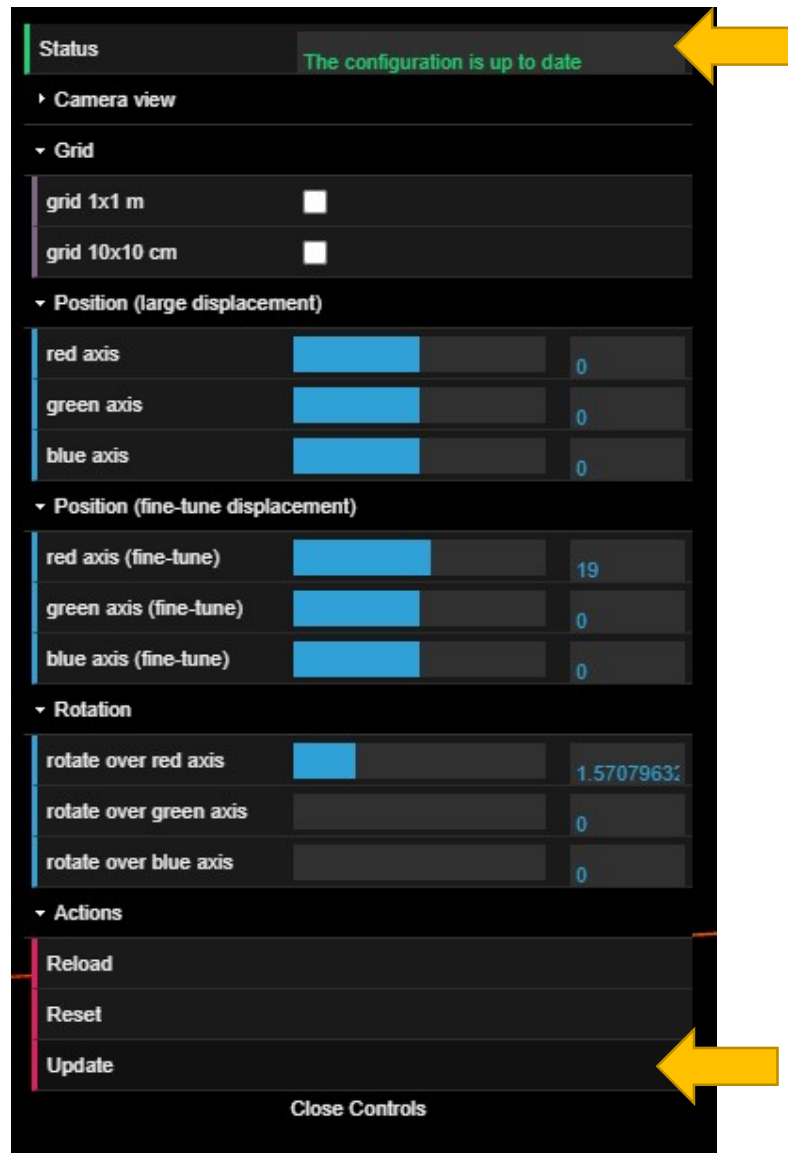 Status The configuration is up to date
Camera view
Grid
grid 1x1 m
grid 10x10 cm
Position (large displacement)
red axis 0
green axis 0
blue axis 0
Position (fine-tune displacement)
red axis (fine-tune) 19
green axis (fine-tune) 0
blue axis (fine-tune) 0
Rotation
rotate over red axis 1.57079632
rotate over green axis 0
rotate over blue axis 0
Actions
Reload
Reset
Update
Close Controls